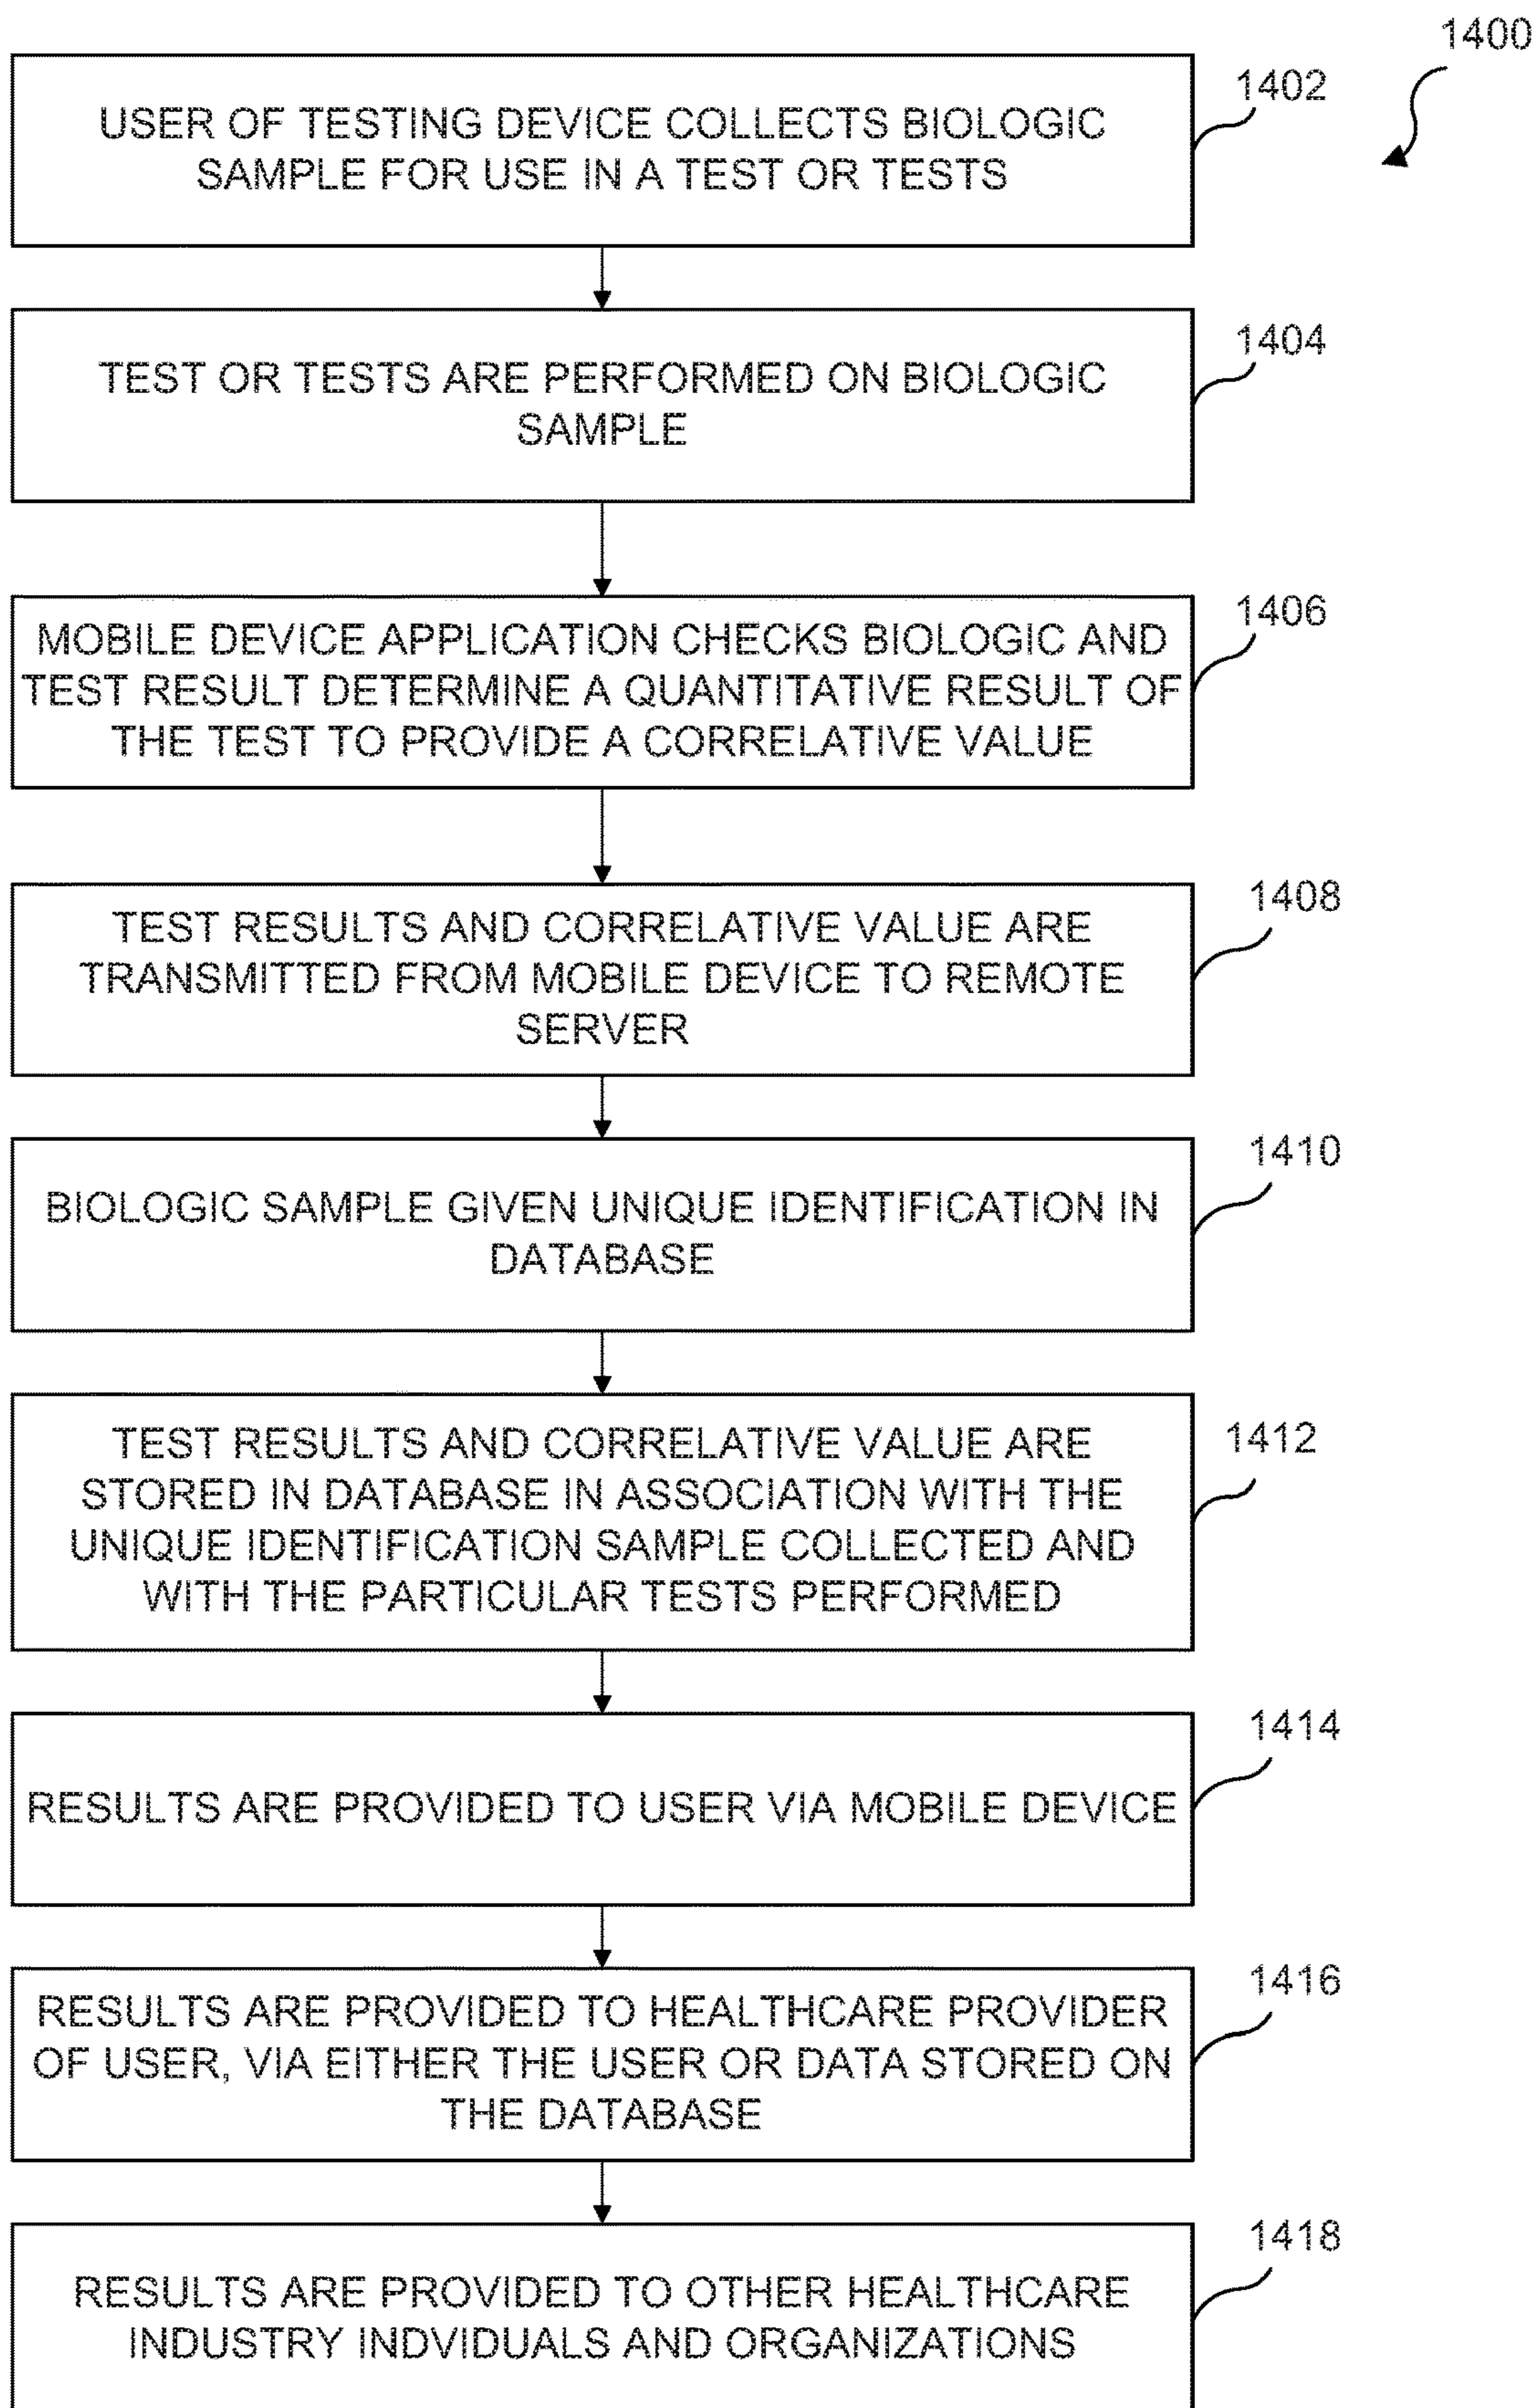 1400
1402
USER OF TESTING DEVICE COLLECTS BIOLOGIC
SAMPLE FOR USE IN A TEST OR TESTS
1404
TEST OR TESTS ARE PERFORMED ON BIOLOGIC
SAMPLE
1406
MOBILE DEVICE APPLICATION CHECKS BIOLOGIC AND
TEST RESULT DETERMINE A QUANTITATIVE RESULT OF
THE TEST TO PROVIDE A CORRELATIVE VALUE
1408
TEST RESULTS AND CORRELATIVE VALUE ARE
TRANSMITTED FROM MOBILE DEVICE TO REMOTE
SERVER
1410
BIOLOGIC SAMPLE GIVEN UNIQUE IDENTIFICATION IN
DATABASE
1412
TEST RESULTS AND CORRELATIVE VALUE ARE
STORED IN DATABASE IN ASSOCIATION WITH THE
UNIQUE IDENTIFICATION SAMPLE COLLECTED AND
WITH THE PARTICULAR TESTS PERFORMED
1414
RESULTS ARE PROVIDED TO USER VIA MOBILE DEVICE
1416
RESULTS ARE PROVIDED TO HEALTHCARE PROVIDER
OF USER, VIA EITHER THE USER OR DATA STORED ON
THE DATABASE
1418
RESULTS ARE PROVIDED TO OTHER HEALTHCARE
INDUSTRY INDVIDUALS AND ORGANIZATIONS